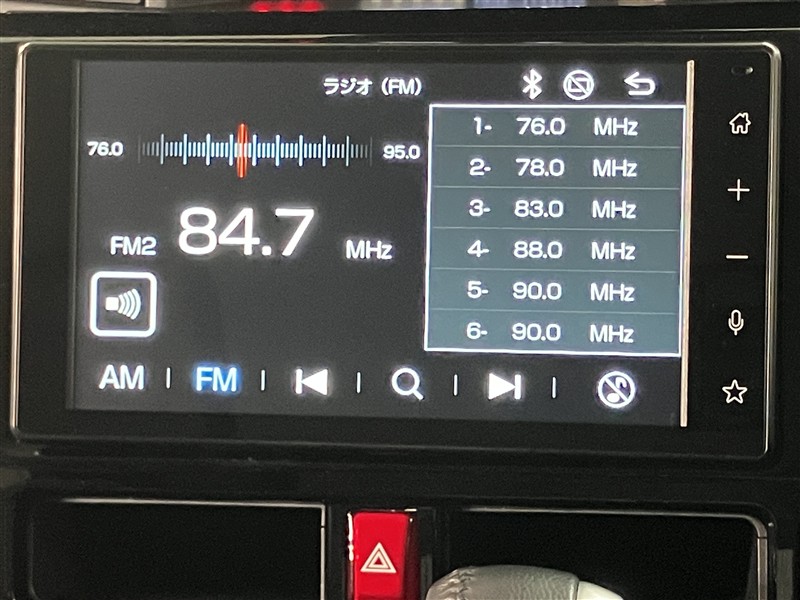 ラジオ (FM)
76.0
95.0
FM2 84.7 MHz
1- 76.0 MHz
2- 78.0 MHz
3- 83.0 MHz
4- 88.0 MHz
5- 90.0 MHz
6- 90.0 MHz
AM | FM